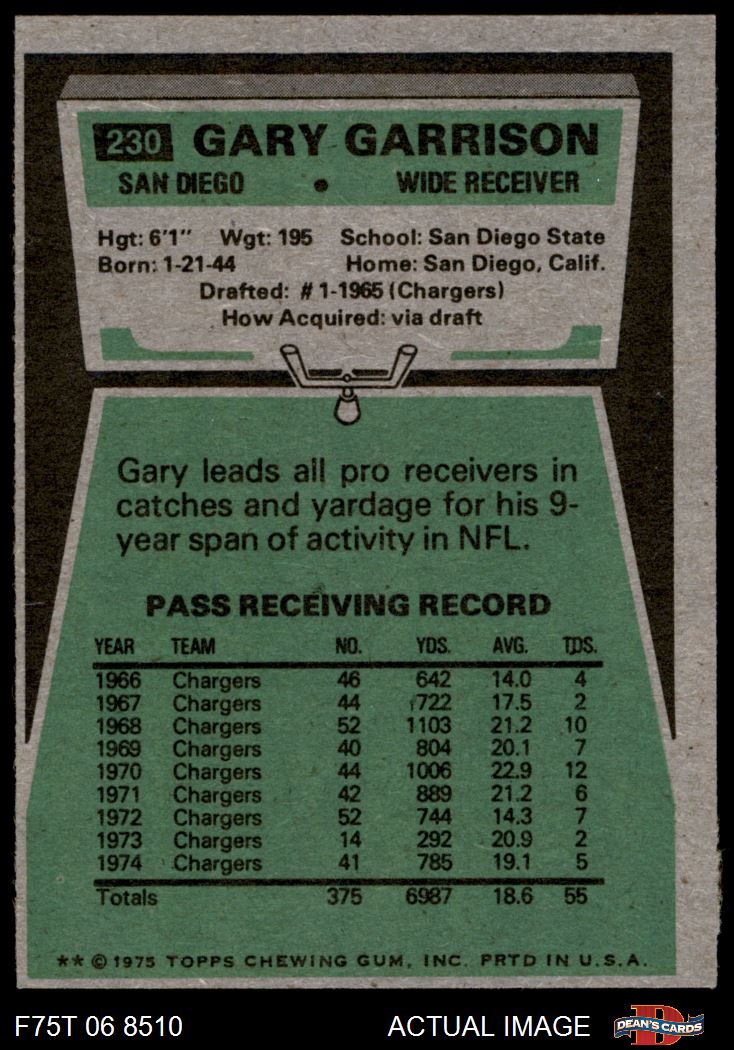 230 GARY GARRISON
SAN DIEGO • WIDE RECEIVER
Hgt: 6'1" Wgt: 195 School: San Diego State
Born: 1-21-44 Home: San Diego, Calif.
Drafted: #1-1965 (Chargers)
How Acquired: via draft
Gary leads all pro receivers in
catches and yardage for his 9-
year span of activity in NFL.
PASS RECEIVING RECORD
YEAR TEAM NO. YDS. AVG. TDS.
1966 Chargers 46 642 14.0 4
1967 Chargers 44 722 17.5 2
1968 Chargers 52 1103 21.2 10
1969 Chargers 40 804 20.1 7
1970 Chargers 44 1006 22.9 12
1971 Chargers 42 889 21.2 6
1972 Chargers 52 744 14.3 7
1973 Chargers 14 292 20.9 2
1974 Chargers 41 785 19.1 5
Totals 375 6987 18.6 55
** © 1975 TOPPS CHEWING GUM, INC. PRTD IN U.S.A.
F75T 06 8510 ACTUAL IMAGE D DEAN'S CARDS